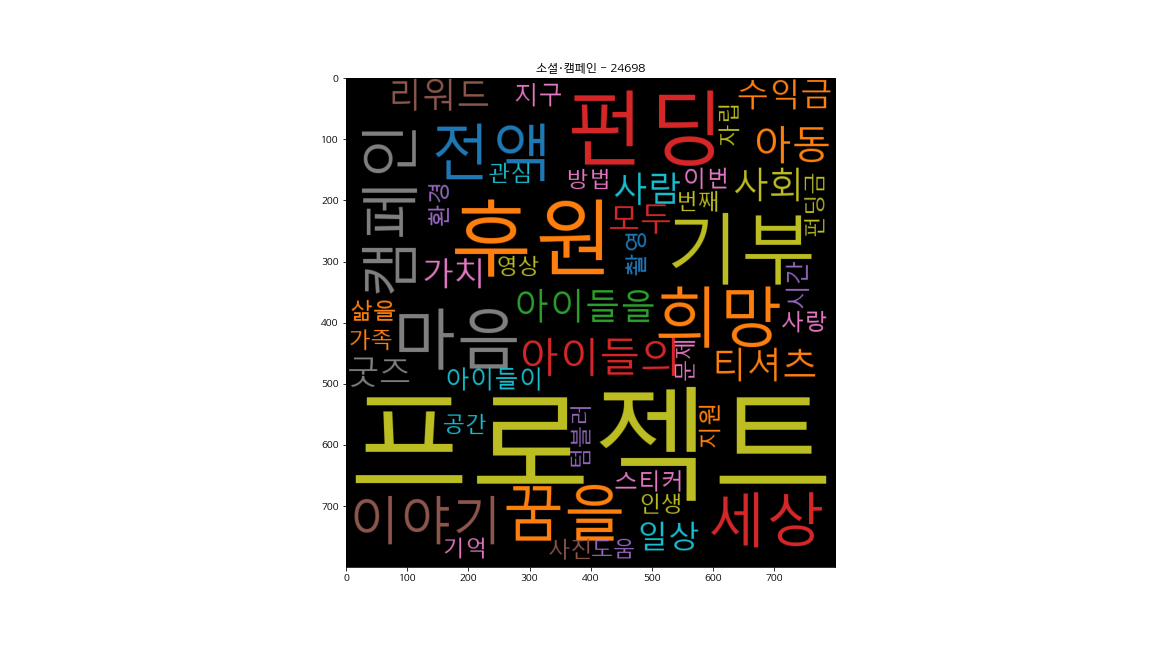 소셜·캠페인 - 24698
리워드
지구
펀딩
수익금
자립
전액
아동
캠페인
관심
방법
사람
이번
사회
환경
번째
펀딩금
후원
모두
기부
촬영
가치
영상
시간
삶을
아이들을
희망
사랑
가족
마음
아이들의
문제
티셔츠
굿즈
아이들이
프로젝트
공간
텀블러
지원
스티커
이야기
꿈을
인생
세상
일상
기억
사진
도움
0
100
200
300
400
500
600
700
0
100
200
300
400
500
600
700